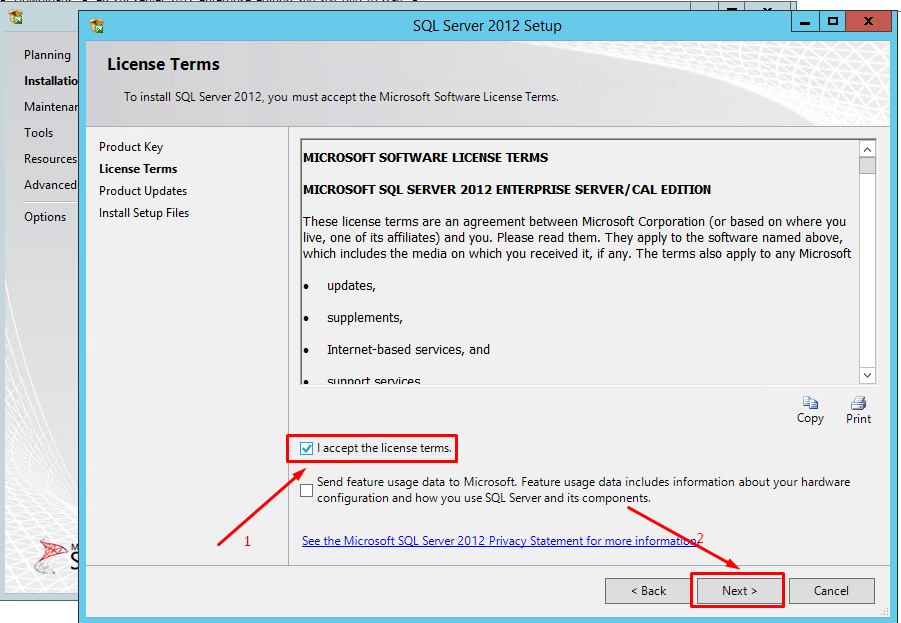 SQL Server 2012 Setup
Planning
Installatio
Maintenan
Tools
Resources
Advanced
Options
License Terms
To install SQL Server 2012, you must accept the Microsoft Software License Terms.
Product Key
License Terms
Product Updates
Install Setup Files
MICROSOFT SOFTWARE LICENSE TERMS
MICROSOFT SQL SERVER 2012 ENTERPRISE SERVER/CAL EDITION
These license terms are an agreement between Microsoft Corporation (or based on where you
live, one of its affiliates) and you. Please read them. They apply to the software named above,
which includes the media on which you received it, if any. The terms also apply to any Microsoft
• updates,
• supplements,
• Internet-based services, and
• support services
Copy
Print
I accept the license terms.
Send feature usage data to Microsoft. Feature usage data includes information about your hardware
configuration and how you use SQL Server and its components.
1
See the Microsoft SQL Server 2012 Privacy Statement for more information
2
< Back
Next >
Cancel